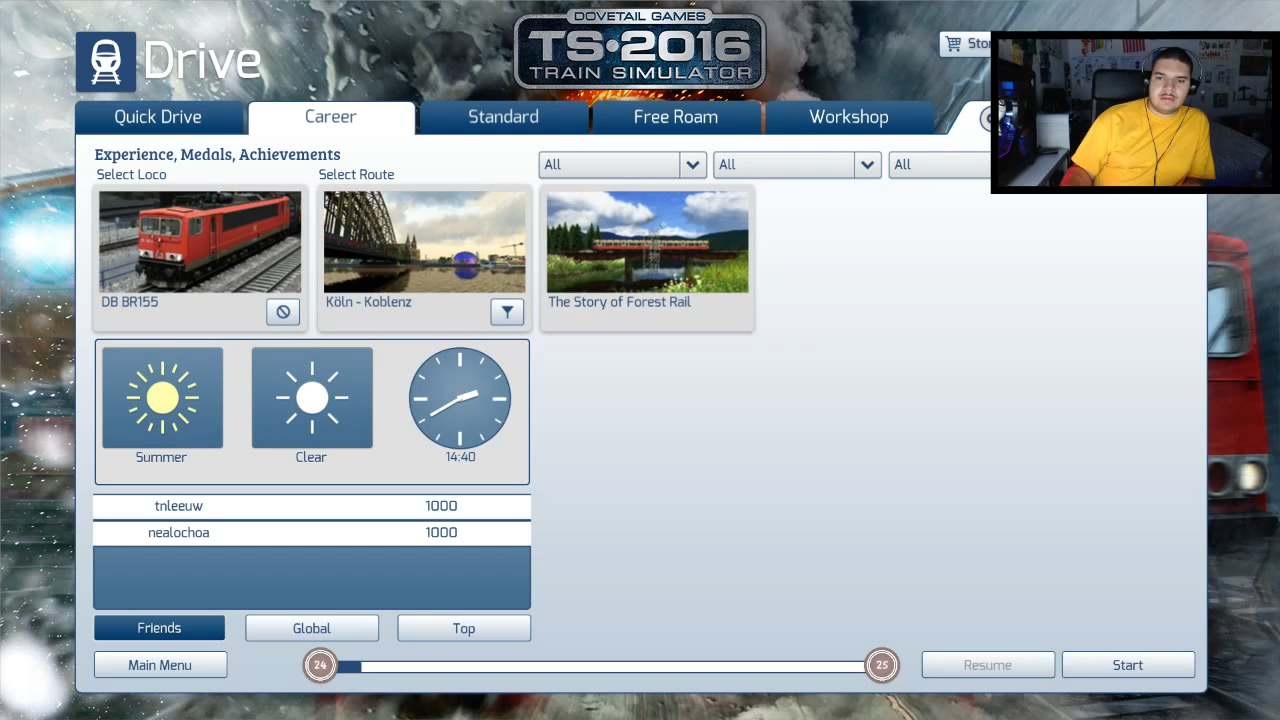 DOVETAIL GAMES
TS•2016
TRAIN SIMULATOR
Drive
Quick Drive
Career
Standard
Free Roam
Workshop
Experience, Medals, Achievements
Select Loco
Select Route
All
All
All
DB BR155
Köln - Koblenz
The Story of Forest Rail
Summer
Clear
14:40
tnleeuw 1000
nealochoa 1000
Friends
Global
Top
Main Menu
24
25
Resume
Start